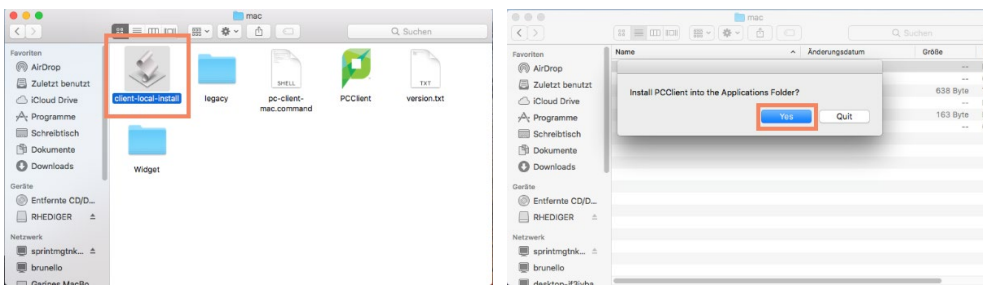 mac
Suchen
Favoriten
AirDrop
Zuletzt benutzt
iCloud Drive
Programme
Schreibtisch
Dokumente
Downloads
Geräte
Entfernte CD/D...
RHEDIGER
Netzwerk
sprintmgtnk...
brunello
client-local-install
legacy
SHELL
pc-client-
mac.command
PCClient
TXT
version.txt
Widget
mac
Suchen
Favoriten
AirDrop
Zuletzt benutzt
iCloud Drive
Programme
Schreibtisch
Dokumente
Downloads
Geräte
Entfernte CD/D...
RHEDIGER
Netzwerk
sprintmgtnk...
brunello
Name
Änderungsdatum
Größe
--
--
638 Byte
--
163 Byte
--
Install PCClient into the Applications Folder?
Yes
Quit